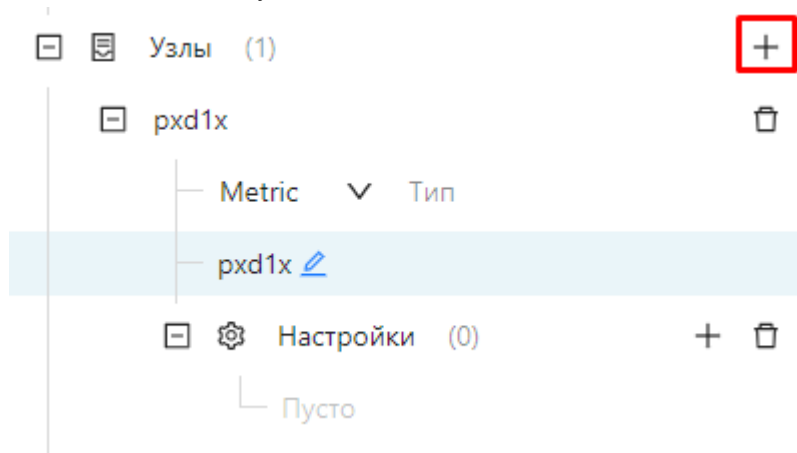 Узлы (1)
pxd1x
Metric Тип
pxd1x
Настройки (0)
Пусто